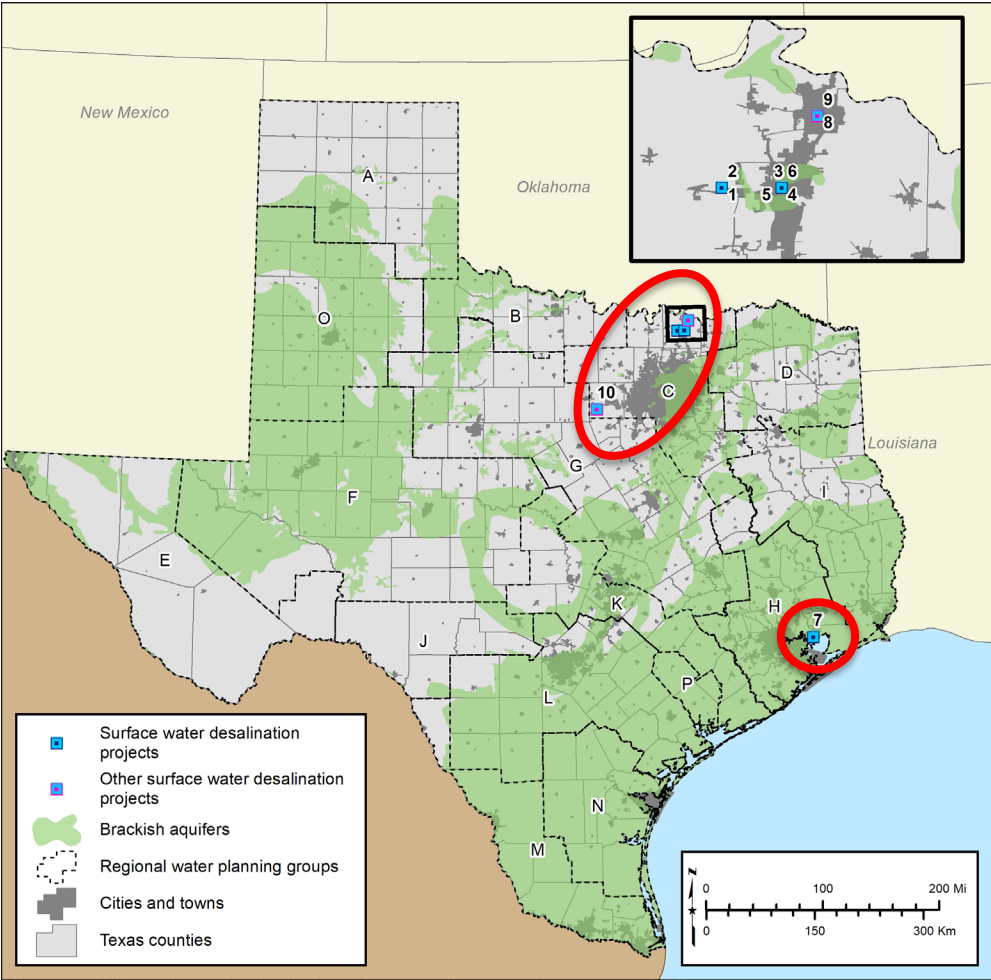 New Mexico
Oklahoma
Louisiana
9
8
2
3 6
1
5
4
A
O
B
C
D
10
G
F
I
E
H
K
7
J
L
P
N
M
Surface water desalination
projects
Other surface water desalination
projects
Brackish aquifers
Regional water planning groups
Cities and towns
Texas counties
N
0 100 200 Mi
0 150 300 Km